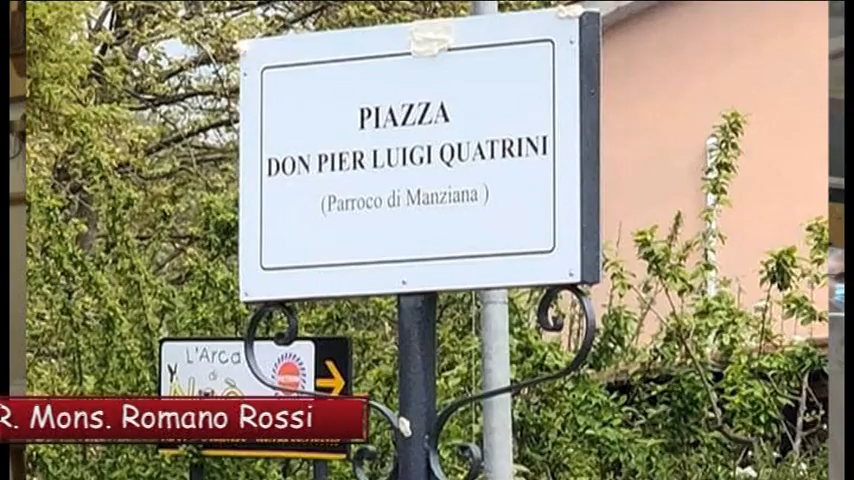 PIAZZA
DON PIER LUIGI QUATRINI
(Parroco di Manziana)
L'Arca
di
R. Mons. Romano Rossi